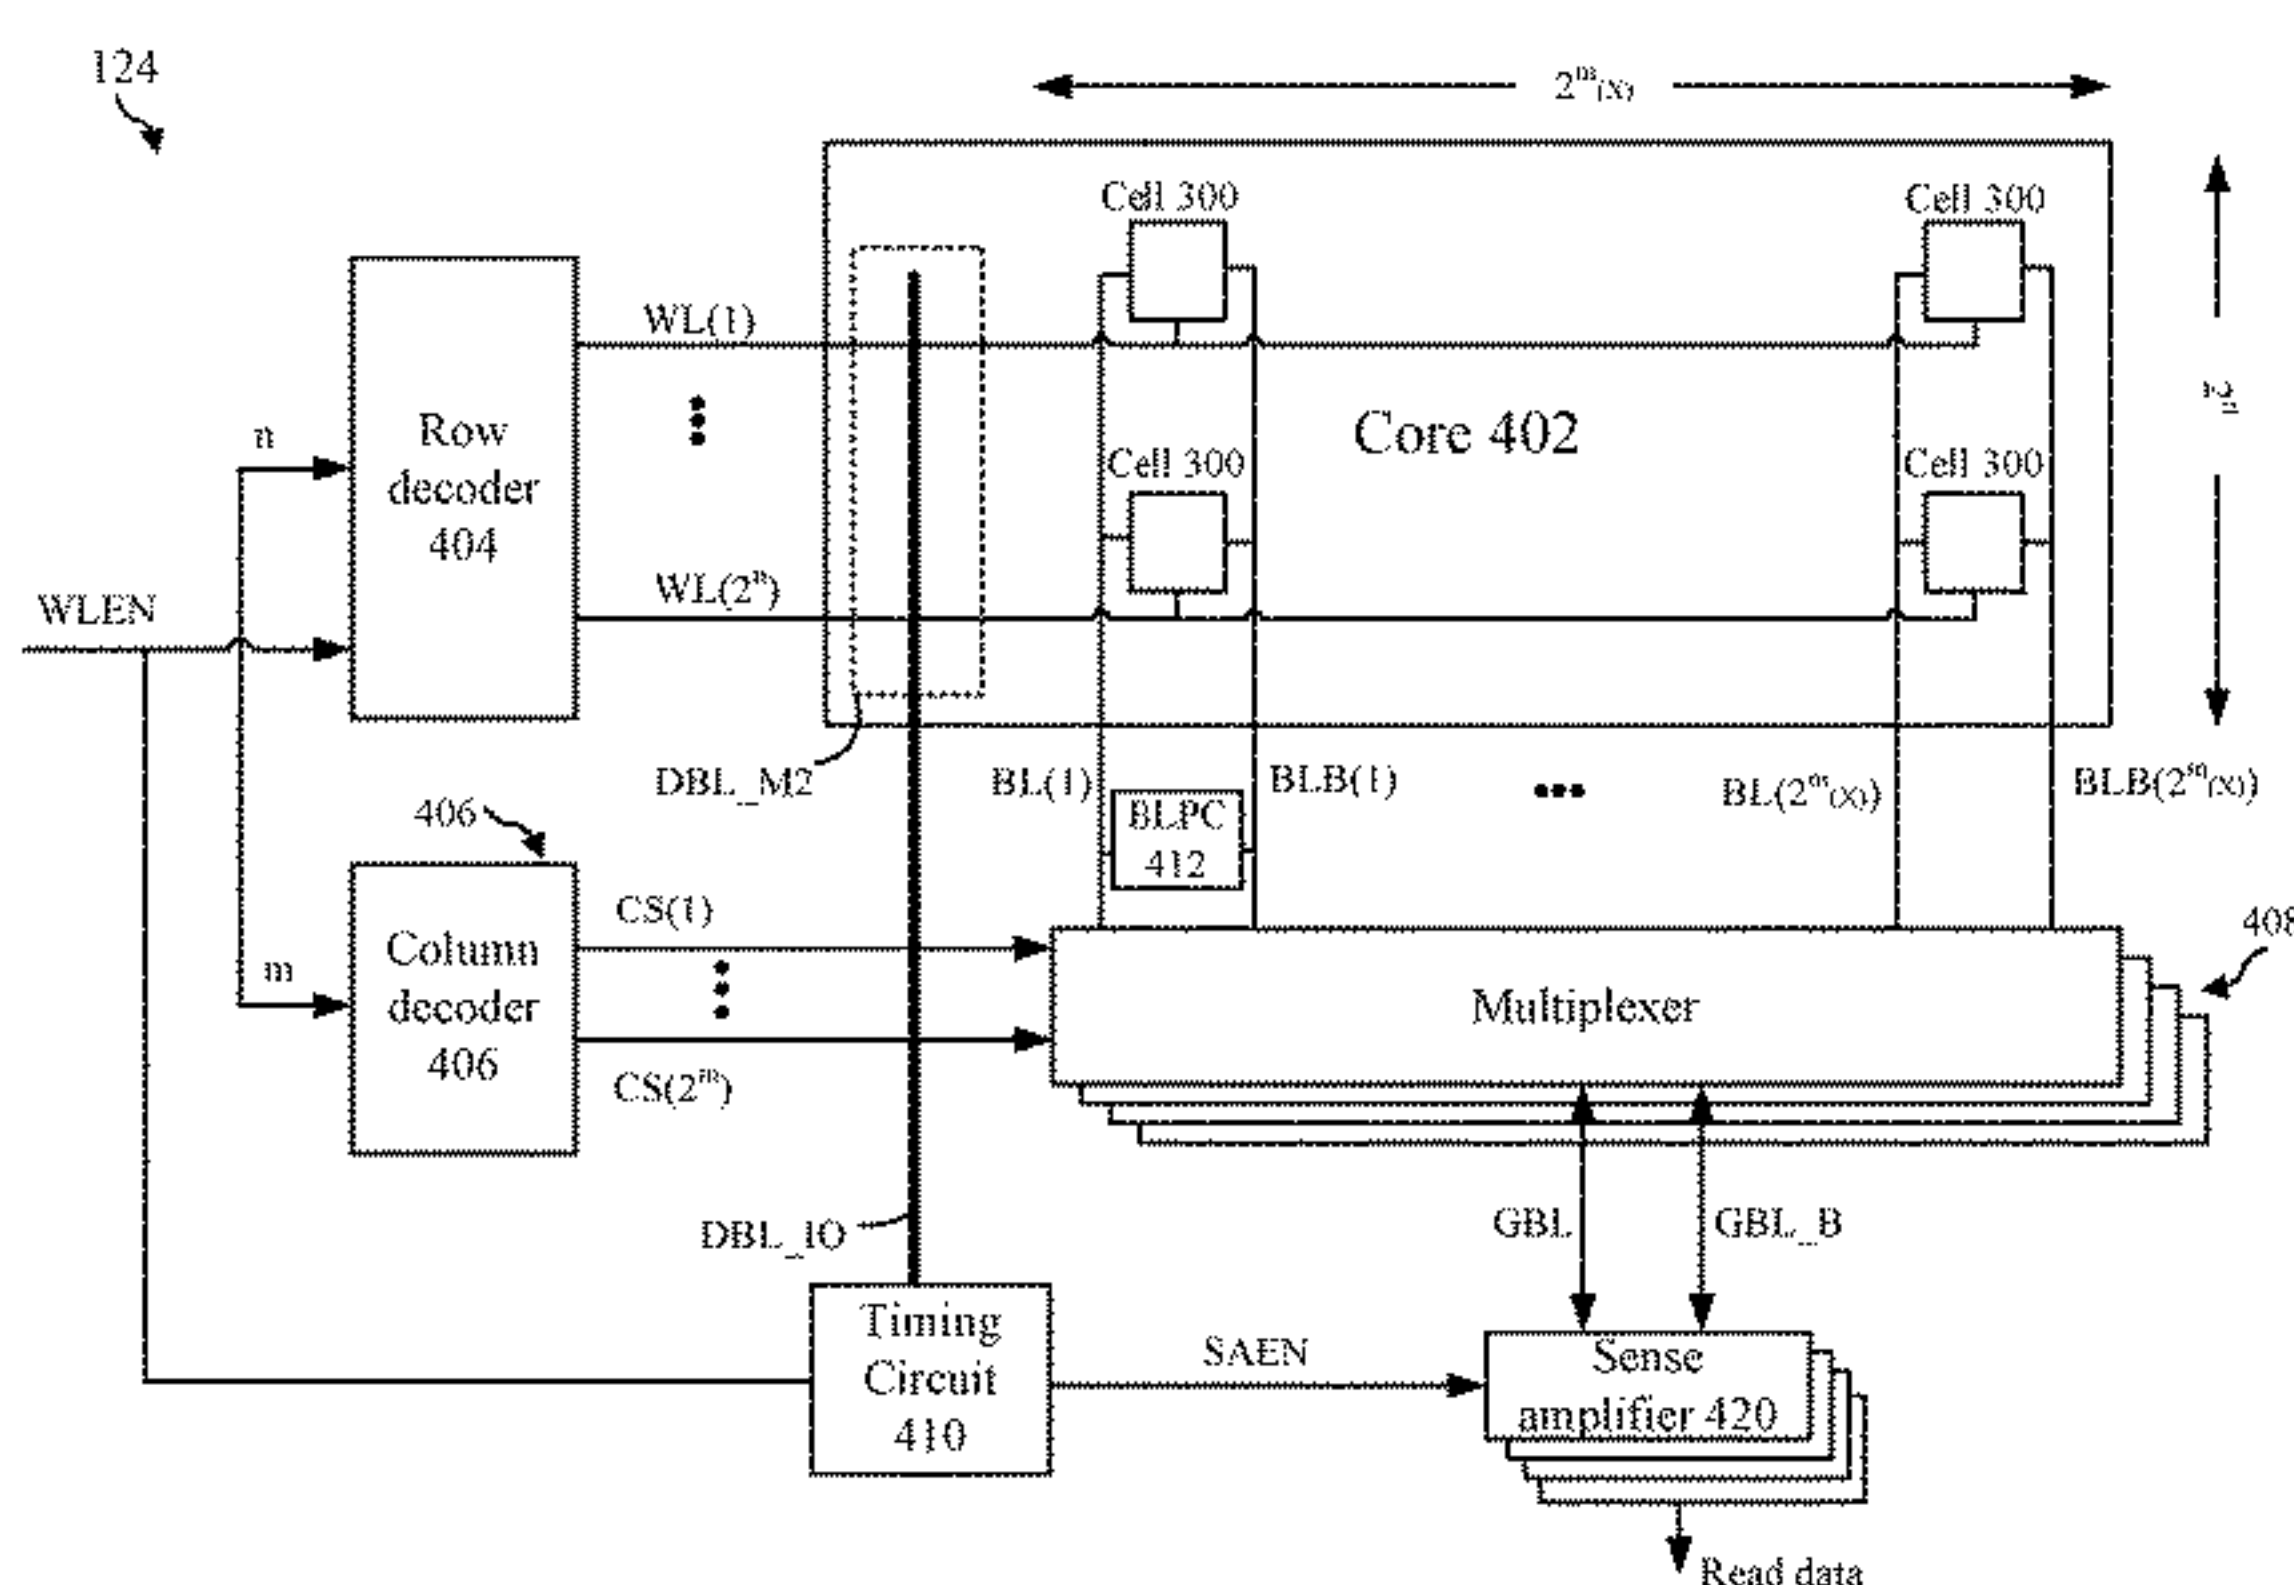 124
2^m(x)
Cell 300
Cell 300
WL(1)
Row
decoder
404
n
Core 402
Cell 300
Cell 300
2^n
WLEN
WL(2^n)
DBL_M2
BL(1)
BLB(1)
BL(2^m(x))
BLB(2^m(x))
BLPC
412
406
CS(1)
408
Column
decoder
406
m
Multiplexer
CS(2^m)
DBL_IO
GBL
GBL_B
Timing
Circuit
410
SAEN
Sense
amplifier 420
Read data